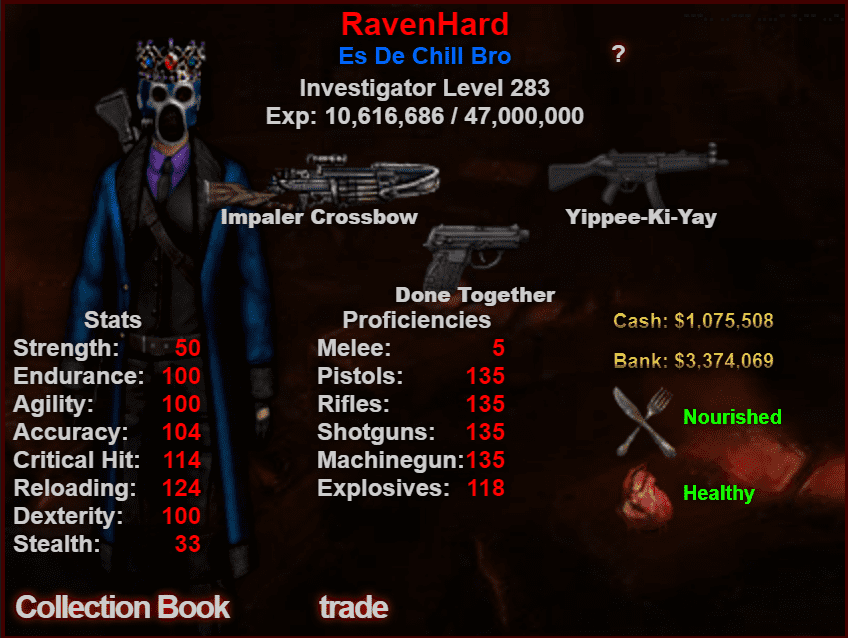 RavenHard
Es De Chill Bro
?
Investigator Level 283
Exp: 10,616,686 / 47,000,000
Impaler Crossbow
Yippee-Ki-Yay
Done Together
Stats
Strength: 50
Endurance: 100
Agility: 100
Accuracy: 104
Critical Hit: 114
Reloading: 124
Dexterity: 100
Stealth: 33
Proficiencies
Melee: 5
Pistols: 135
Rifles: 135
Shotguns: 135
Machinegun:135
Explosives: 118
Cash: $1,075,508
Bank: $3,374,069
Nourished
Healthy
Collection Book
trade